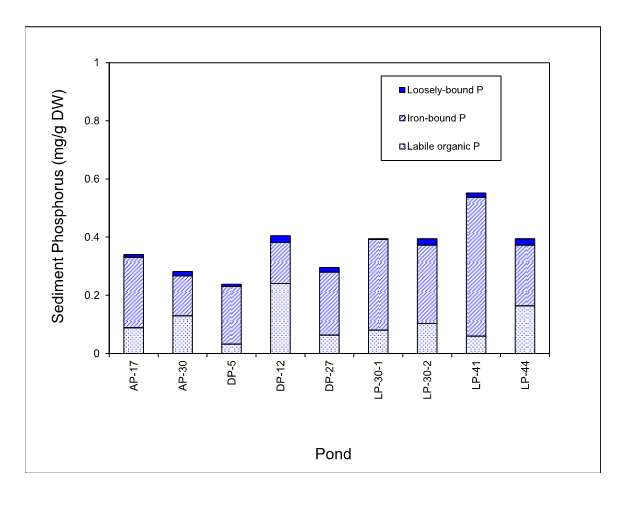 Sediment Phosphorus (mg/g DW)
1
0.8
0.6
0.4
0.2
0
Loosely-bound P
Iron-bound P
Labile organic P
AP-17
AP-30
DP-5
DP-12
DP-27
LP-30-1
LP-30-2
LP-41
LP-44
Pond